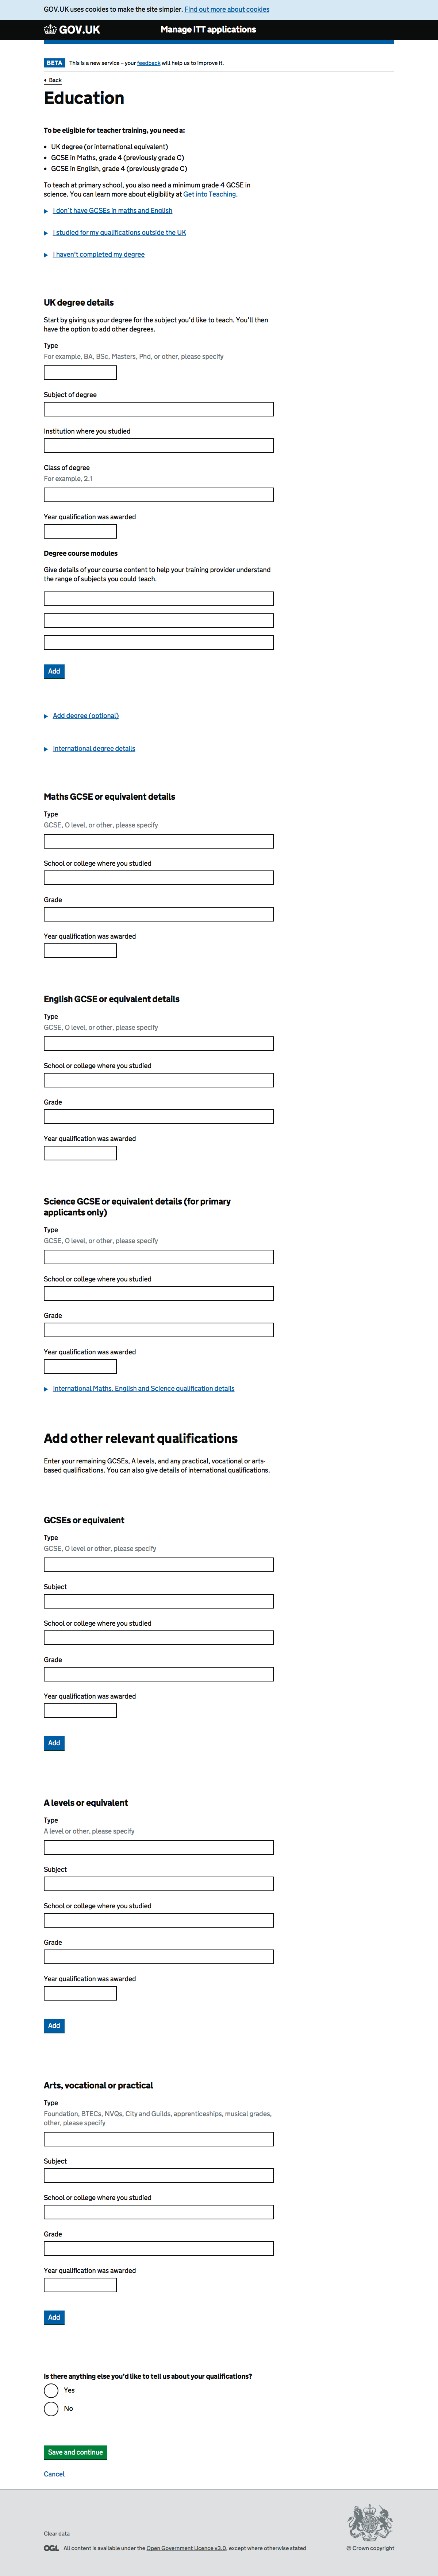 GOV.UK uses cookies to make the site simpler. Find out more about cookies
GOV.UK Manage ITT applications
BETA This is a new service – your feedback will help us to improve it.
Back
Education
To be eligible for teacher training, you need a:
• UK degree (or international equivalent)
• GCSE in Maths, grade 4 (previously grade C)
• GCSE in English, grade 4 (previously grade C)
To teach at primary school, you also need a minimum grade 4 GCSE in
science. You can learn more about eligibility at Get into Teaching.
I don't have GCSEs in maths and English
I studied for my qualifications outside the UK
I haven't completed my degree
UK degree details
Start by giving us your degree for the subject you'd like to teach. You'll then
have the option to add other degrees.
Type
For example, BA, BSc, Masters, Phd, or other, please specify
Subject of degree
Institution where you studied
Class of degree
For example, 2.1
Year qualification was awarded
Degree course modules
Give details of your course content to help your training provider understand
the range of subjects you could teach.
Add
Add degree (optional)
International degree details
Maths GCSE or equivalent details
Type
GCSE, O level, or other, please specify
School or college where you studied
Grade
Year qualification was awarded
English GCSE or equivalent details
Type
GCSE, O level, or other, please specify
School or college where you studied
Grade
Year qualification was awarded
Science GCSE or equivalent details (for primary
applicants only)
Type
GCSE, O level, or other, please specify
School or college where you studied
Grade
Year qualification was awarded
International Maths, English and Science qualification details
Add other relevant qualifications
Enter your remaining GCSEs, A levels, and any practical, vocational or arts-
based qualifications. You can also give details of international qualifications.
GCSEs or equivalent
Type
GCSE, O level or other, please specify
Subject
School or college where you studied
Grade
Year qualification was awarded
Add
A levels or equivalent
Type
A level or other, please specify
Subject
School or college where you studied
Grade
Year qualification was awarded
Add
Arts, vocational or practical
Type
Foundation, BTECs, NVQs, City and Guilds, apprenticeships, musical grades,
other, please specify
Subject
School or college where you studied
Grade
Year qualification was awarded
Add
Is there anything else you'd like to tell us about your qualifications?
Yes
No
Save and continue
Cancel
Clear data
OGL All content is available under the Open Government Licence v3.0, except where otherwise stated
© Crown copyright